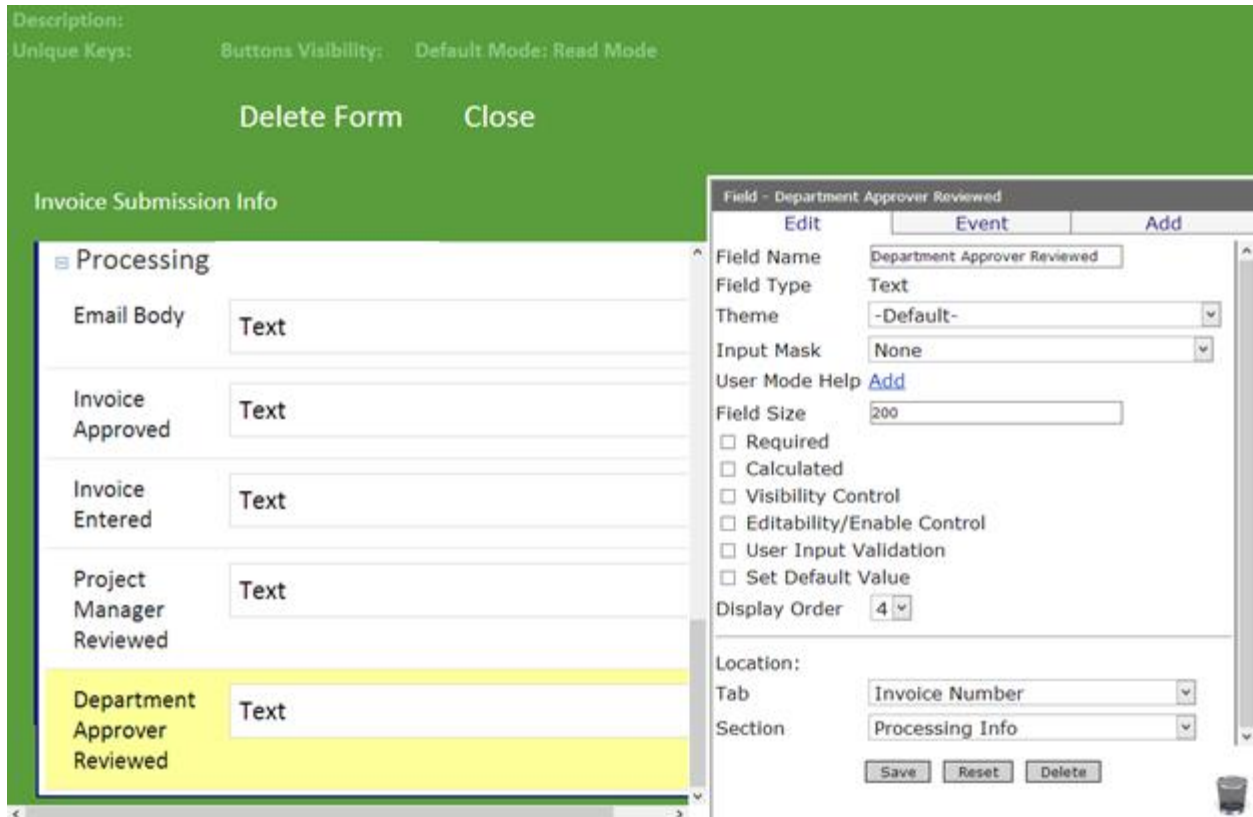 Description:
Unique Keys: Buttons Visibility: Default Mode: Read Mode
Delete Form Close
Invoice Submission Info
Processing
Email Body
Text
Invoice
Approved
Text
Invoice
Entered
Text
Project
Manager
Reviewed
Text
Department
Approver
Reviewed
Text
Field - Department Approver Reviewed
Edit Event Add
Field Name Department Approver Reviewed
Field Type Text
Theme -Default-
Input Mask None
User Mode Help Add
Field Size 200
Required
Calculated
Visibility Control
Editability/Enable Control
User Input Validation
Set Default Value
Display Order 4
Location:
Tab Invoice Number
Section Processing Info
Save Reset Delete